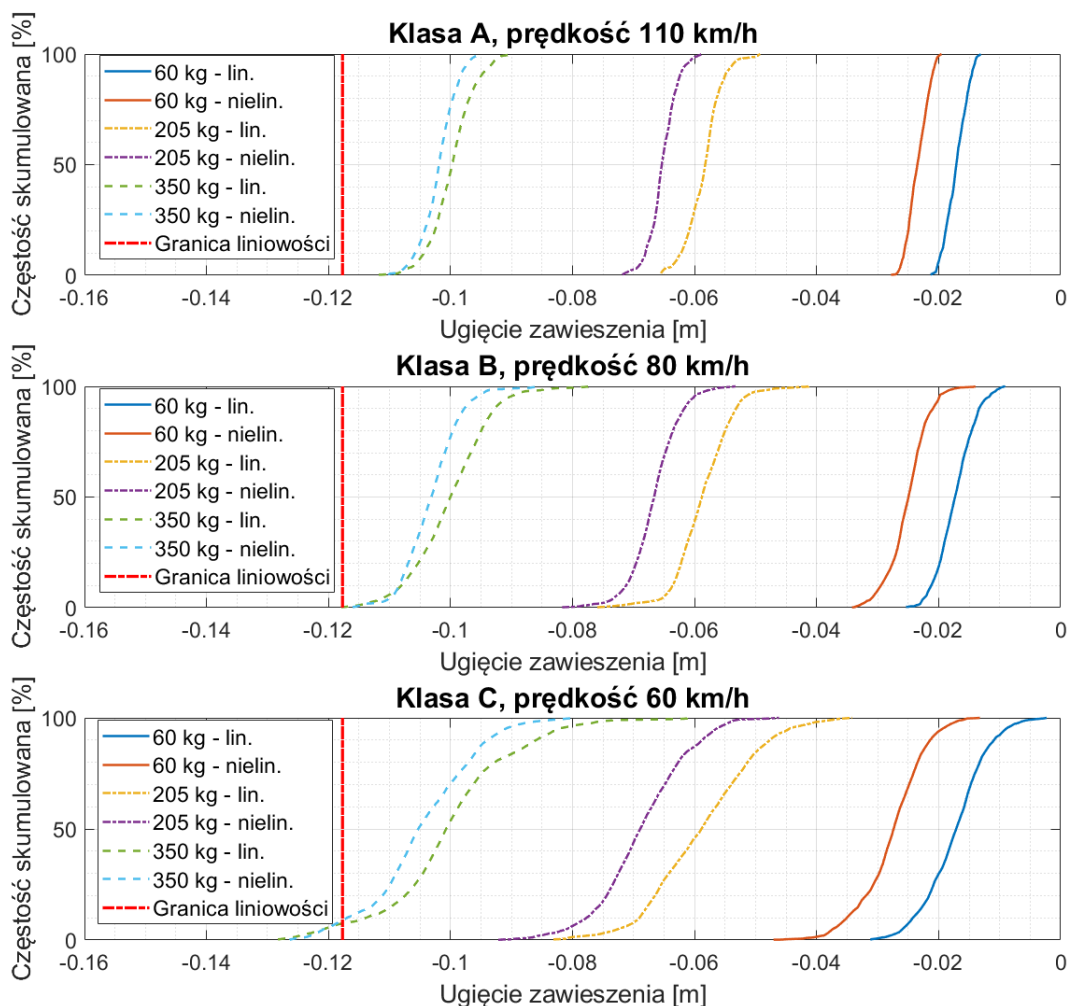 Klasa A, prędkość 110 km/h
Częstość skumulowana [%]
100
50
0
60 kg - lin.
60 kg - nielin.
205 kg - lin.
205 kg - nielin.
350 kg - lin.
350 kg - nielin.
Granica liniowości
-0.16 -0.14 -0.12 -0.1 -0.08 -0.06 -0.04 -0.02 0
Ugięcie zawieszenia [m]
Klasa B, prędkość 80 km/h
Częstość skumulowana [%]
100
50
0
60 kg - lin.
60 kg - nielin.
205 kg - lin.
205 kg - nielin.
350 kg - lin.
350 kg - nielin.
Granica liniowości
-0.16 -0.14 -0.12 -0.1 -0.08 -0.06 -0.04 -0.02 0
Ugięcie zawieszenia [m]
Klasa C, prędkość 60 km/h
Częstość skumulowana [%]
100
50
0
60 kg - lin.
60 kg - nielin.
205 kg - lin.
205 kg - nielin.
350 kg - lin.
350 kg - nielin.
Granica liniowości
-0.16 -0.14 -0.12 -0.1 -0.08 -0.06 -0.04 -0.02 0
Ugięcie zawieszenia [m]